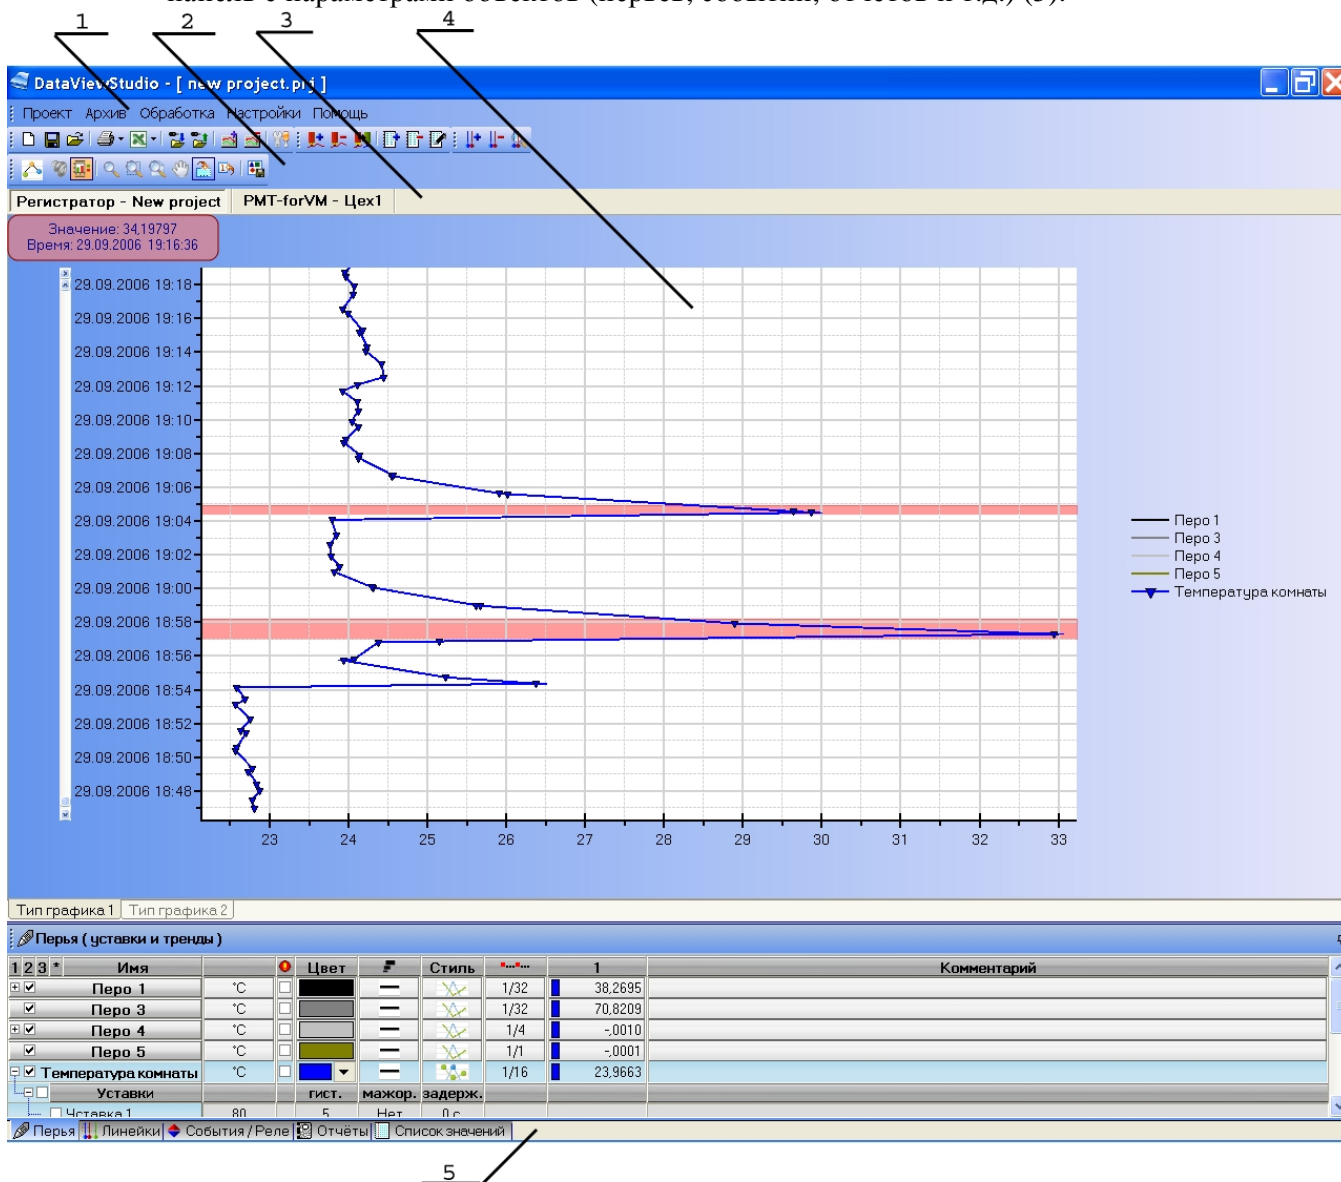 панель с параметрами объектов (перьев, событий, отчетов и т.д.) (5).
1 2 3 4
DataViewStudio - [ new project.prj ]
Проект Архив Обработка Настройки Помощь
Регистратор - New project PMT-forVM - Цех1
Значение: 34,19797
Время: 29.09.2006 19:16:36
29.09.2006 19:18
29.09.2006 19:16
29.09.2006 19:14
29.09.2006 19:12
29.09.2006 19:10
29.09.2006 19:08
29.09.2006 19:06
29.09.2006 19:04
29.09.2006 19:02
29.09.2006 19:00
29.09.2006 18:58
29.09.2006 18:56
29.09.2006 18:54
29.09.2006 18:52
29.09.2006 18:50
29.09.2006 18:48
23 24 25 26 27 28 29 30 31 32 33
Перо 1
Перо 3
Перо 4
Перо 5
Температура комнаты
Тип графика 1 Тип графика 2
Перья ( уставки и тренды )
1 2 3 * Имя Цвет Стиль 1 Комментарий
Перо 1 °C 1/32 38,2695
Перо 3 °C 1/32 70,8209
Перо 4 °C 1/4 -,0010
Перо 5 °C 1/1 -,0001
Температура комнаты °C 1/16 23,9663
Уставки гист. мажор. задерж.
Уставка 1 80 5 Нет 0 с
Перья Линейки События / Реле Отчёты Список значений
5